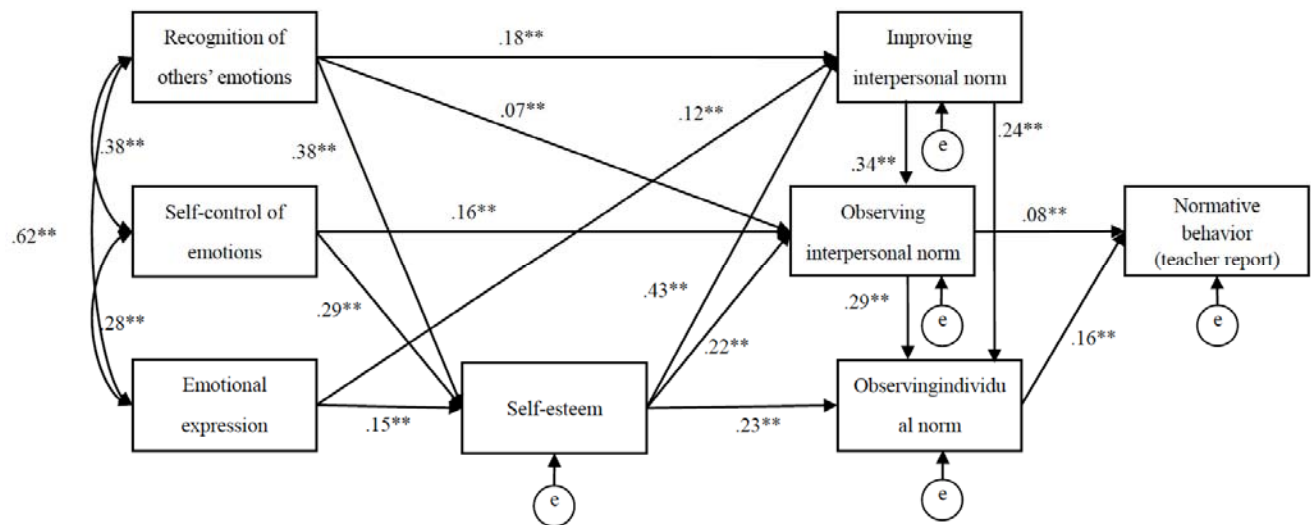 Recognition of
others’ emotions
.18**
Improving
interpersonal norm
.07**
.12**
.24**
.38**
.38**
.34**
Self-control of
emotions
.16**
Observing
interpersonal norm
.08**
Normative
behavior
(teacher report)
.62**
e
.29**
.43**
.29**
e
e
.28**
.22**
.16**
Emotional
expression
.15**
Self-esteem
.23**
Observingindividu
al norm
e
e